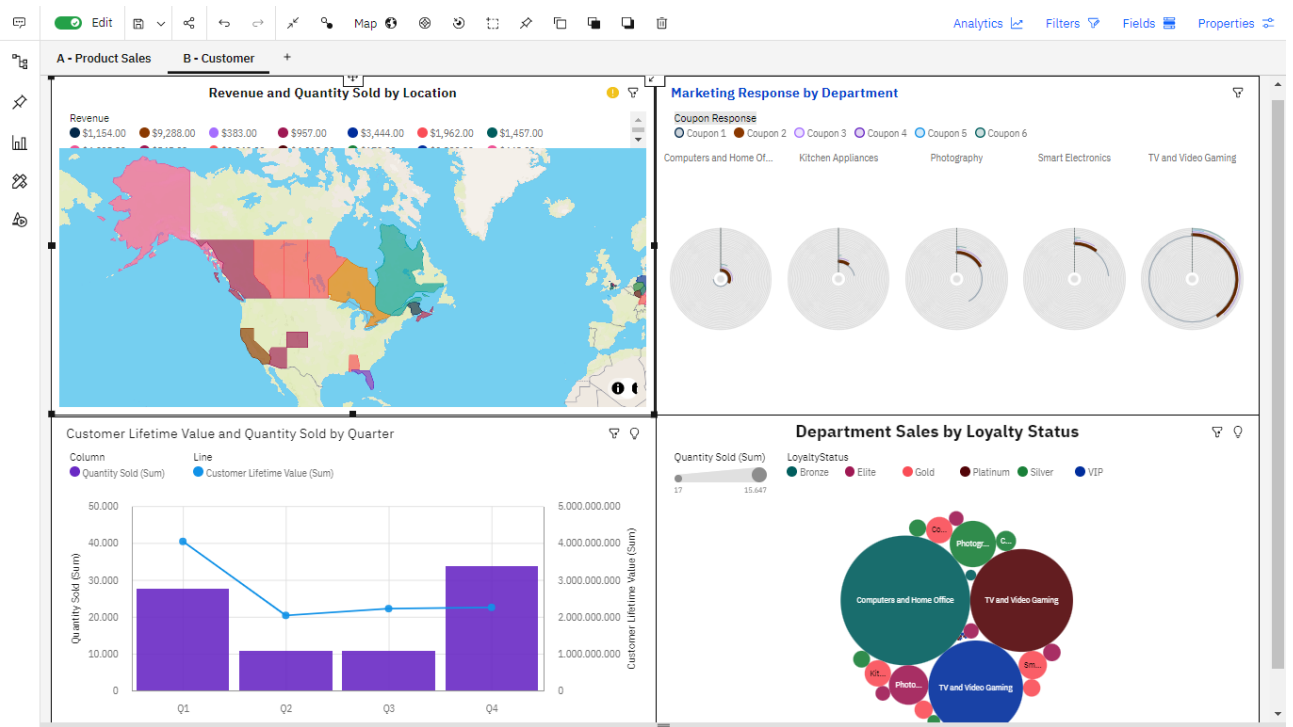 Edit
Map
Analytics
Filters
Fields
Properties
A - Product Sales
B - Customer
+
Revenue and Quantity Sold by Location
Revenue
$1,154.00 $9,288.00 $383.00 $957.00 $3,444.00 $1,962.00 $1,457.00
Marketing Response by Department
Coupon Response
Coupon 1 Coupon 2 Coupon 3 Coupon 4 Coupon 5 Coupon 6
Computers and Home Of... Kitchen Appliances Photography Smart Electronics TV and Video Gaming
Customer Lifetime Value and Quantity Sold by Quarter
Column Line
Quantity Sold (Sum) Customer Lifetime Value (Sum)
50.000 5,000.000.000
40.000 4,000.000.000
30.000 3,000.000.000
20.000 2,000.000.000
10.000 1,000.000.000
0 0
Quantity Sold (Sum)
Customer Lifetime Value (Sum)
Q1 Q2 Q3 Q4
Department Sales by Loyalty Status
Quantity Sold (Sum)
17 15.647
LoyaltyStatus
Bronze Elite Gold Platinum Silver VIP
Co...
Photogr...
C...
Computers and Home Office
TV and Video Gaming
Kit...
Photo...
TV and Video Gaming
Sm...